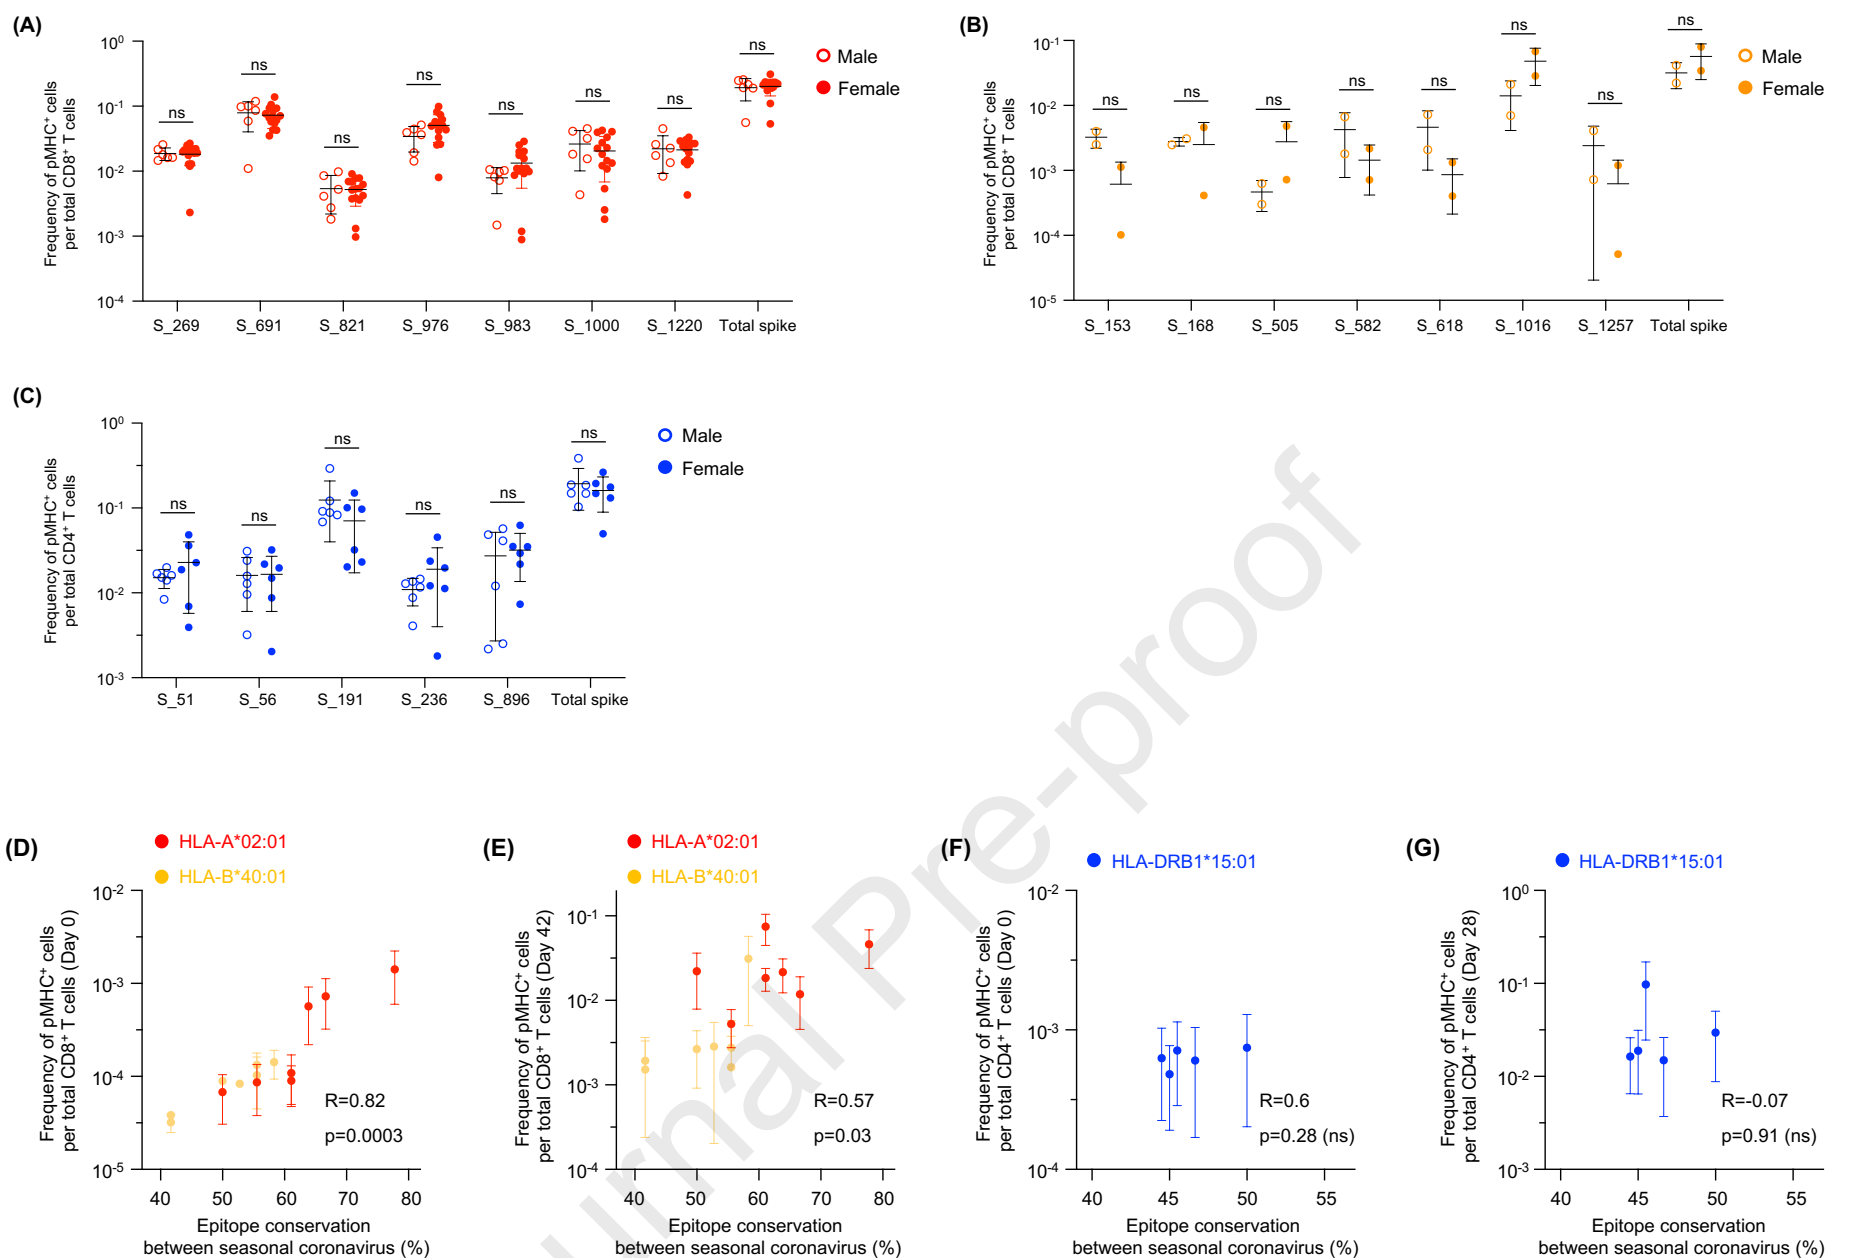 (A)
Frequency of pMHC⁺ cells
per total CD8⁺ T cells
10⁰
10⁻¹
10⁻²
10⁻³
10⁻⁴
ns
ns
ns
ns
ns
ns
ns
ns
S_269
S_691
S_821
S_976
S_983
S_1000
S_1220
Total spike
Male
Female
(B)
Frequency of pMHC⁺ cells
per total CD8⁺ T cells
10⁻¹
10⁻²
10⁻³
10⁻⁴
10⁻⁵
ns
ns
ns
ns
ns
ns
ns
ns
S_153
S_168
S_505
S_582
S_618
S_1016
S_1257
Total spike
Male
Female
(C)
Frequency of pMHC⁺ cells
per total CD4⁺ T cells
10⁰
10⁻¹
10⁻²
10⁻³
ns
ns
ns
ns
ns
ns
S_51
S_56
S_191
S_236
S_896
Total spike
Male
Female
(D)
HLA-A*02:01
HLA-B*40:01
Frequency of pMHC⁺ cells
per total CD8⁺ T cells (Day 0)
10⁻²
10⁻³
10⁻⁴
10⁻⁵
R=0.82
p=0.0003
40 50 60 70 80
Epitope conservation
between seasonal coronavirus (%)
(E)
HLA-A*02:01
HLA-B*40:01
Frequency of pMHC⁺ cells
per total CD8⁺ T cells (Day 42)
10⁻¹
10⁻²
10⁻³
10⁻⁴
R=0.57
p=0.03
40 50 60 70 80
Epitope conservation
between seasonal coronavirus (%)
(F)
HLA-DRB1*15:01
Frequency of pMHC⁺ cells
per total CD4⁺ T cells (Day 0)
10⁻²
10⁻³
10⁻⁴
R=0.6
p=0.28 (ns)
40 45 50 55
Epitope conservation
between seasonal coronavirus (%)
(G)
HLA-DRB1*15:01
Frequency of pMHC⁺ cells
per total CD4⁺ T cells (Day 28)
10⁰
10⁻¹
10⁻²
10⁻³
R=-0.07
p=0.91 (ns)
40 45 50 55
Epitope conservation
between seasonal coronavirus (%)
urnal Pre-proof